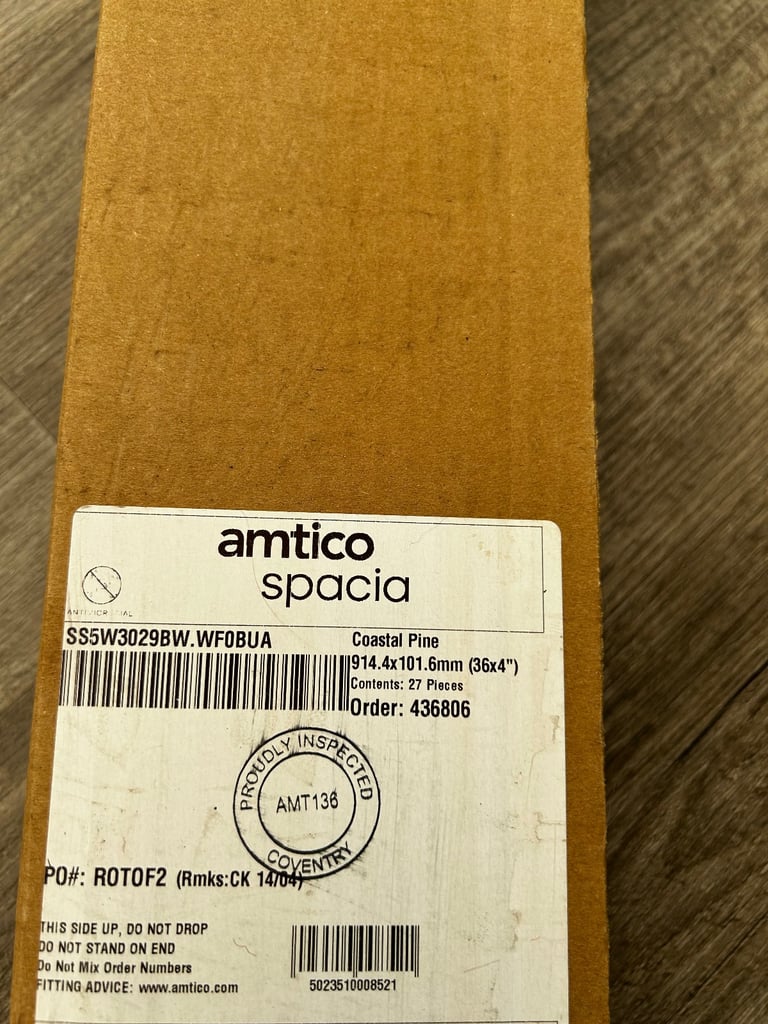 amtico
spacia
ANTIMICROBIAL
SS5W3029BW.WF0BUA
Coastal Pine
914.4x101.6mm (36x4")
Contents: 27 Pieces
Order: 436806
PROUDLY INSPECTED
AMT136
COVENTRY
PO#: ROTOF2 (Rmks:CK 14/04)
THIS SIDE UP, DO NOT DROP
DO NOT STAND ON END
Do Not Mix Order Numbers
FITTING ADVICE: www.amtico.com
5023510008521